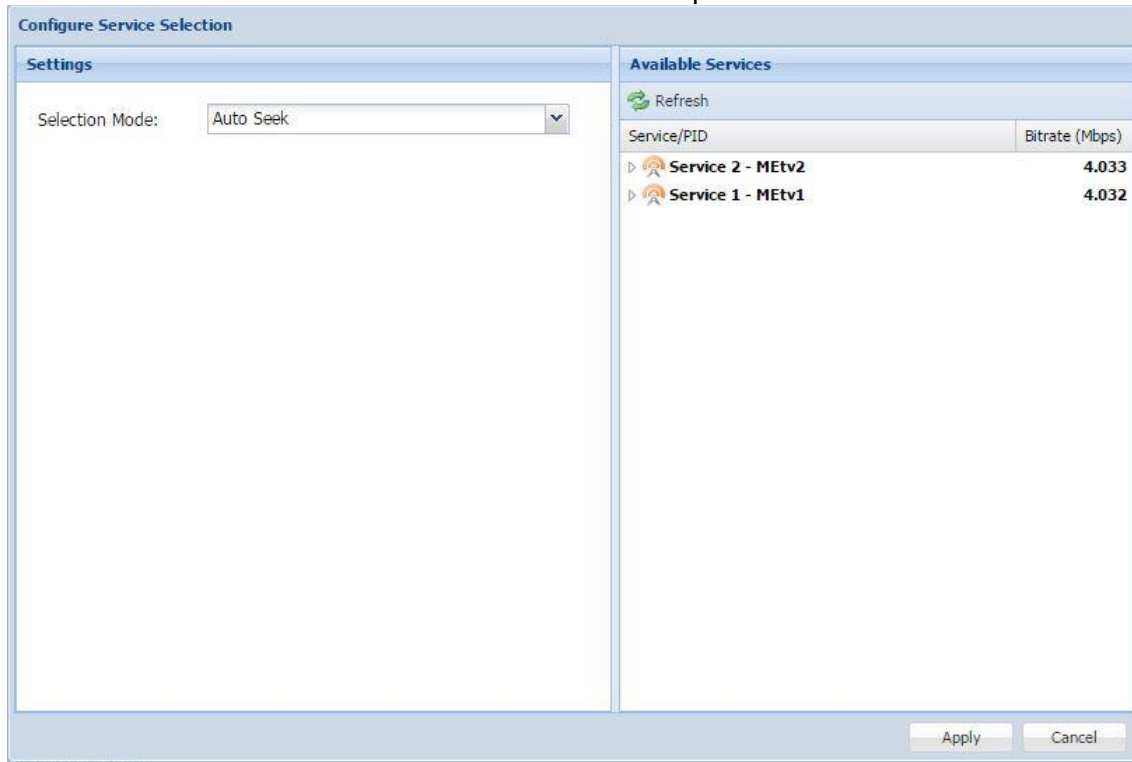 Configure Service Selection
Settings
Selection Mode: Auto Seek
Available Services
Refresh
Service/PID Bitrate (Mbps)
Service 2 - MEtv2 4.033
Service 1 - MEtv1 4.032
Apply Cancel